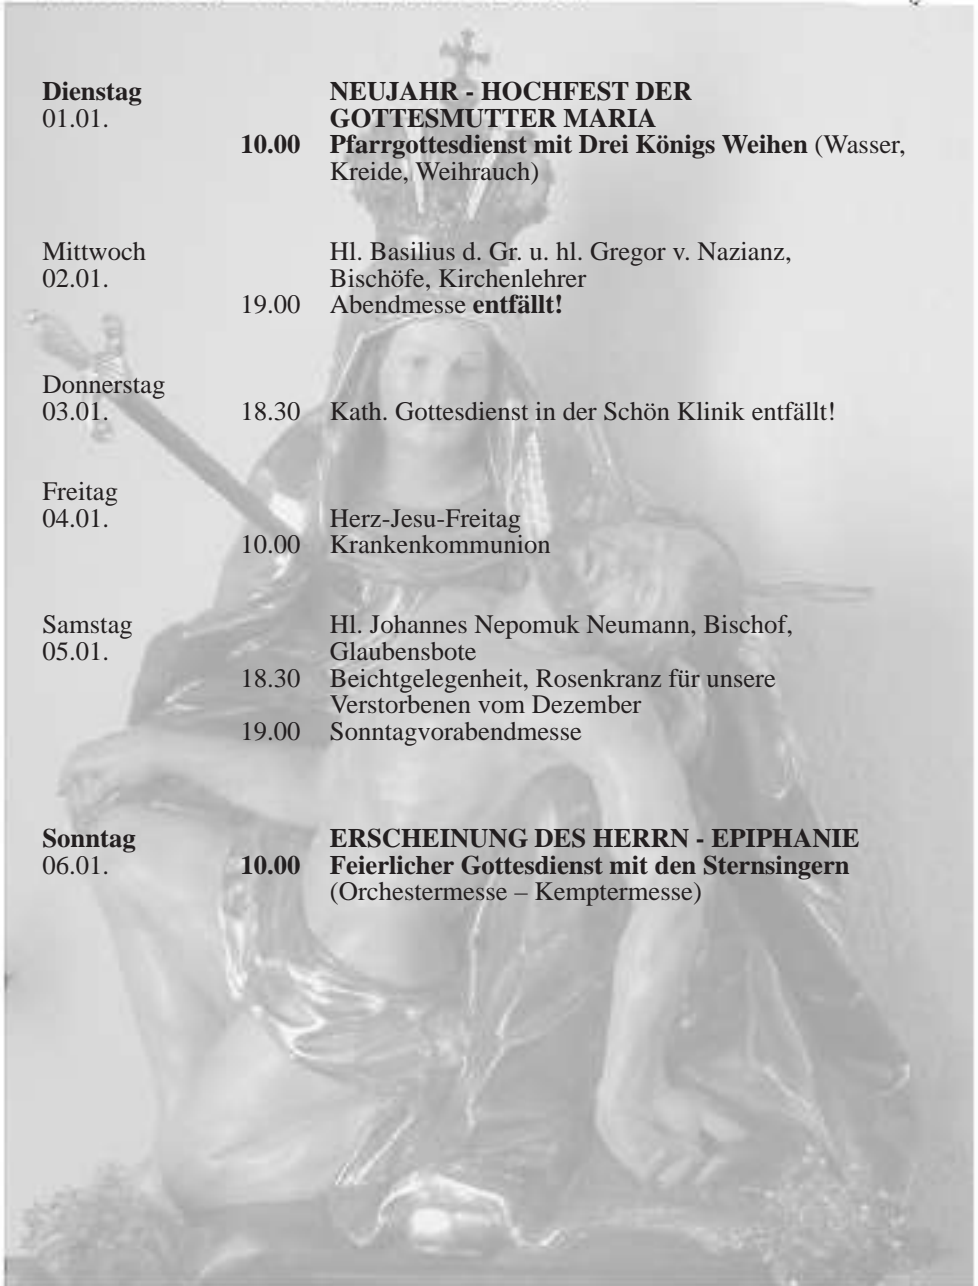 Dienstag NEUJAHR - HOCHFEST DER
01.01. GOTTESMUTTER MARIA
10.00 Pfarrgottesdienst mit Drei Königs Weihen (Wasser,
Kreide, Weihrauch)
Mittwoch Hl. Basilius d. Gr. u. hl. Gregor v. Nazianz,
02.01. Bischöfe, Kirchenlehrer
19.00 Abendmesse entfällt!
Donnerstag
03.01. 18.30 Kath. Gottesdienst in der Schön Klinik entfällt!
Freitag
04.01. Herz-Jesu-Freitag
10.00 Krankenkommunion
Samstag Hl. Johannes Nepomuk Neumann, Bischof,
05.01. Glaubensbote
18.30 Beichtgelegenheit, Rosenkranz für unsere
Verstorbenen vom Dezember
19.00 Sonntagvorabendmesse
Sonntag ERSCHEINUNG DES HERRN - EPIPHANIE
06.01. 10.00 Feierlicher Gottesdienst mit den Sternsingern
(Orchestermesse – Kemptermesse)